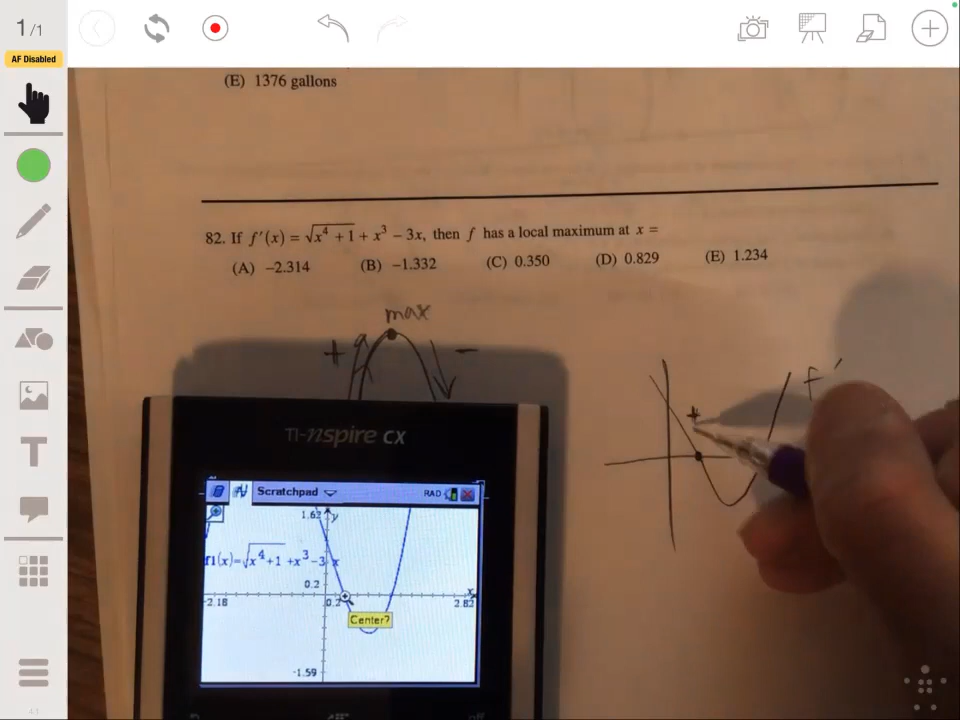 1/1
AF Disabled
(E) 1376 gallons
82. If f′(x) = √(x⁴ + 1) + x³ − 3x, then f has a local maximum at x =
(A) −2.314 (B) −1.332 (C) 0.350 (D) 0.829 (E) 1.234
max
+ −
f′
+
TI-nspire CX
Scratchpad RAD
1.62 y
f1(x)=√(x⁴+1) +x³−3·x
0.2
-2.18 0.2 2.82 x
Center?
-1.59
T